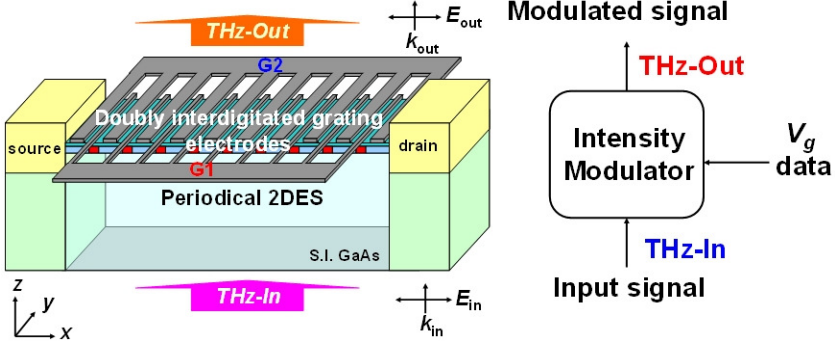 THz-Out
E out
k out
G2
Doubly interdigitated grating
electrodes
source
drain
G1
Periodical 2DES
S.I. GaAs
THz-In
E in
k in
z
y
x
Modulated signal
THz-Out
Intensity
Modulator
V g
data
THz-In
Input signal